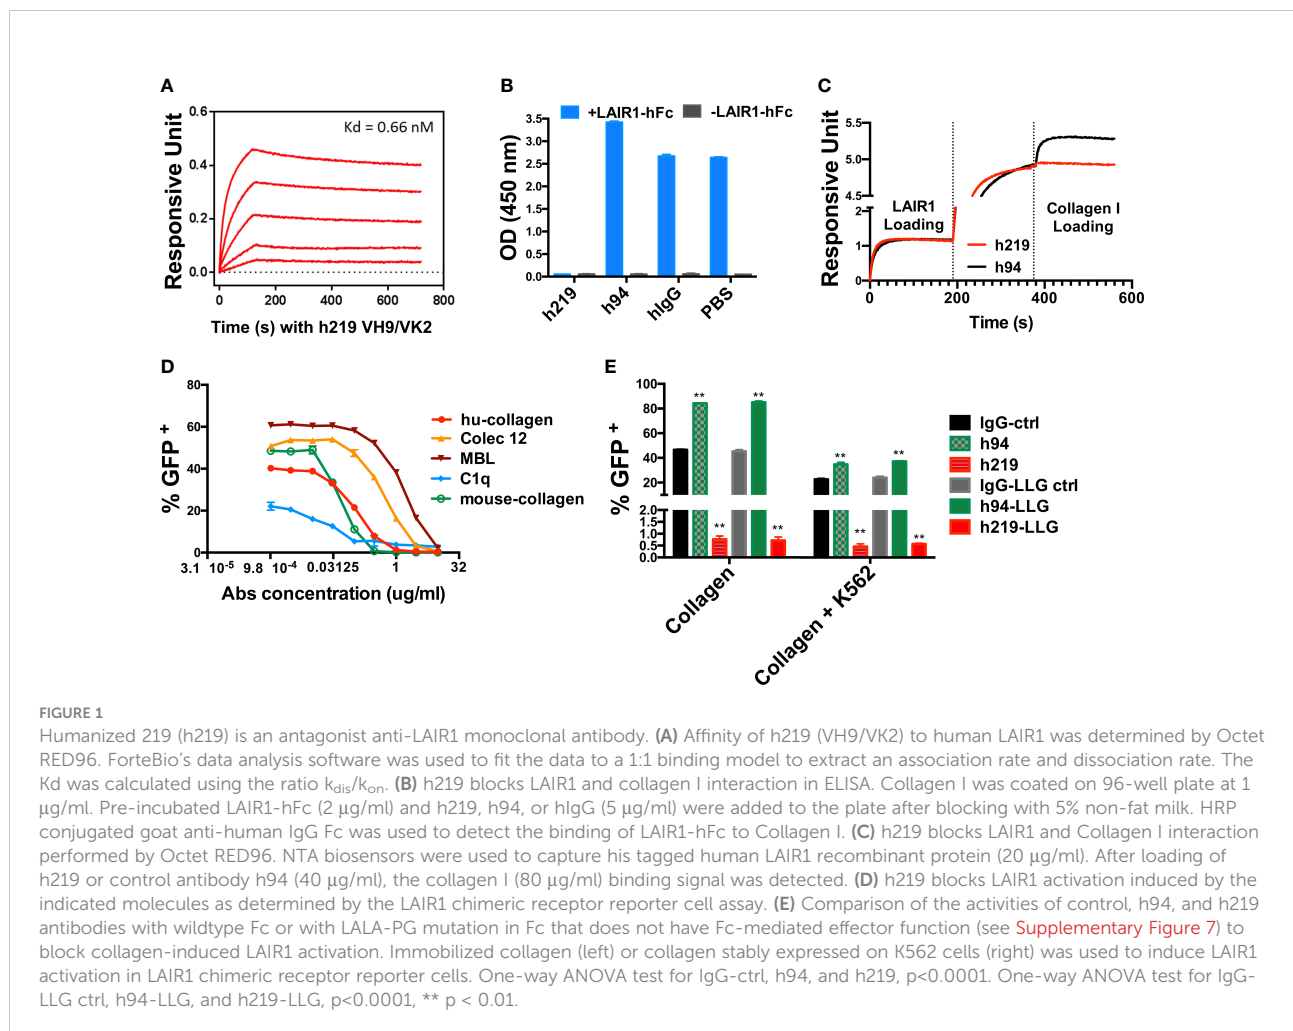 A
Responsive Unit
0.6
0.4
0.2
0.0
Kd = 0.66 nM
0 200 400 600 800
Time (s) with h219 VH9/VK2
B
+LAIR1-hFc -LAIR1-hFc
OD (450 nm)
3.5
3.0
2.5
2.0
1.5
1.0
0.5
0.0
h219 h94 hIgG PBS
C
Responsive Unit
5.5
5.0
4.5
2
1
0
LAIR1
Loading
Collagen I
Loading
h219
h94
0 200 400 600
Time (s)
D
% GFP +
80
60
40
20
0
hu-collagen
Colec 12
MBL
C1q
mouse-collagen
3.1 10-5 9.8 10-4 0.03125 1 32
Abs concentration (ug/ml)
E
% GFP +
100
80
60
40
20
2.0
1.5
1.0
0.5
0.0
** ** ** **
** ** ** **
Collagen
Collagen + K562
IgG-ctrl
h94
h219
IgG-LLG ctrl
h94-LLG
h219-LLG
FIGURE 1
Humanized 219 (h219) is an antagonist anti-LAIR1 monoclonal antibody. (A) Affinity of h219 (VH9/VK2) to human LAIR1 was determined by Octet
RED96. ForteBio's data analysis software was used to fit the data to a 1:1 binding model to extract an association rate and dissociation rate. The
Kd was calculated using the ratio kdis/kon. (B) h219 blocks LAIR1 and collagen I interaction in ELISA. Collagen I was coated on 96-well plate at 1
μg/ml. Pre-incubated LAIR1-hFc (2 μg/ml) and h219, h94, or hIgG (5 μg/ml) were added to the plate after blocking with 5% non-fat milk. HRP
conjugated goat anti-human IgG Fc was used to detect the binding of LAIR1-hFc to Collagen I. (C) h219 blocks LAIR1 and Collagen I interaction
performed by Octet RED96. NTA biosensors were used to capture his tagged human LAIR1 recombinant protein (20 μg/ml). After loading of
h219 or control antibody h94 (40 μg/ml), the collagen I (80 μg/ml) binding signal was detected. (D) h219 blocks LAIR1 activation induced by the
indicated molecules as determined by the LAIR1 chimeric receptor reporter cell assay. (E) Comparison of the activities of control, h94, and h219
antibodies with wildtype Fc or with LALA-PG mutation in Fc that does not have Fc-mediated effector function (see Supplementary Figure 7) to
block collagen-induced LAIR1 activation. Immobilized collagen (left) or collagen stably expressed on K562 cells (right) was used to induce LAIR1
activation in LAIR1 chimeric receptor reporter cells. One-way ANOVA test for IgG-ctrl, h94, and h219, p<0.0001. One-way ANOVA test for IgG-
LLG ctrl, h94-LLG, and h219-LLG, p<0.0001, ** p < 0.01.